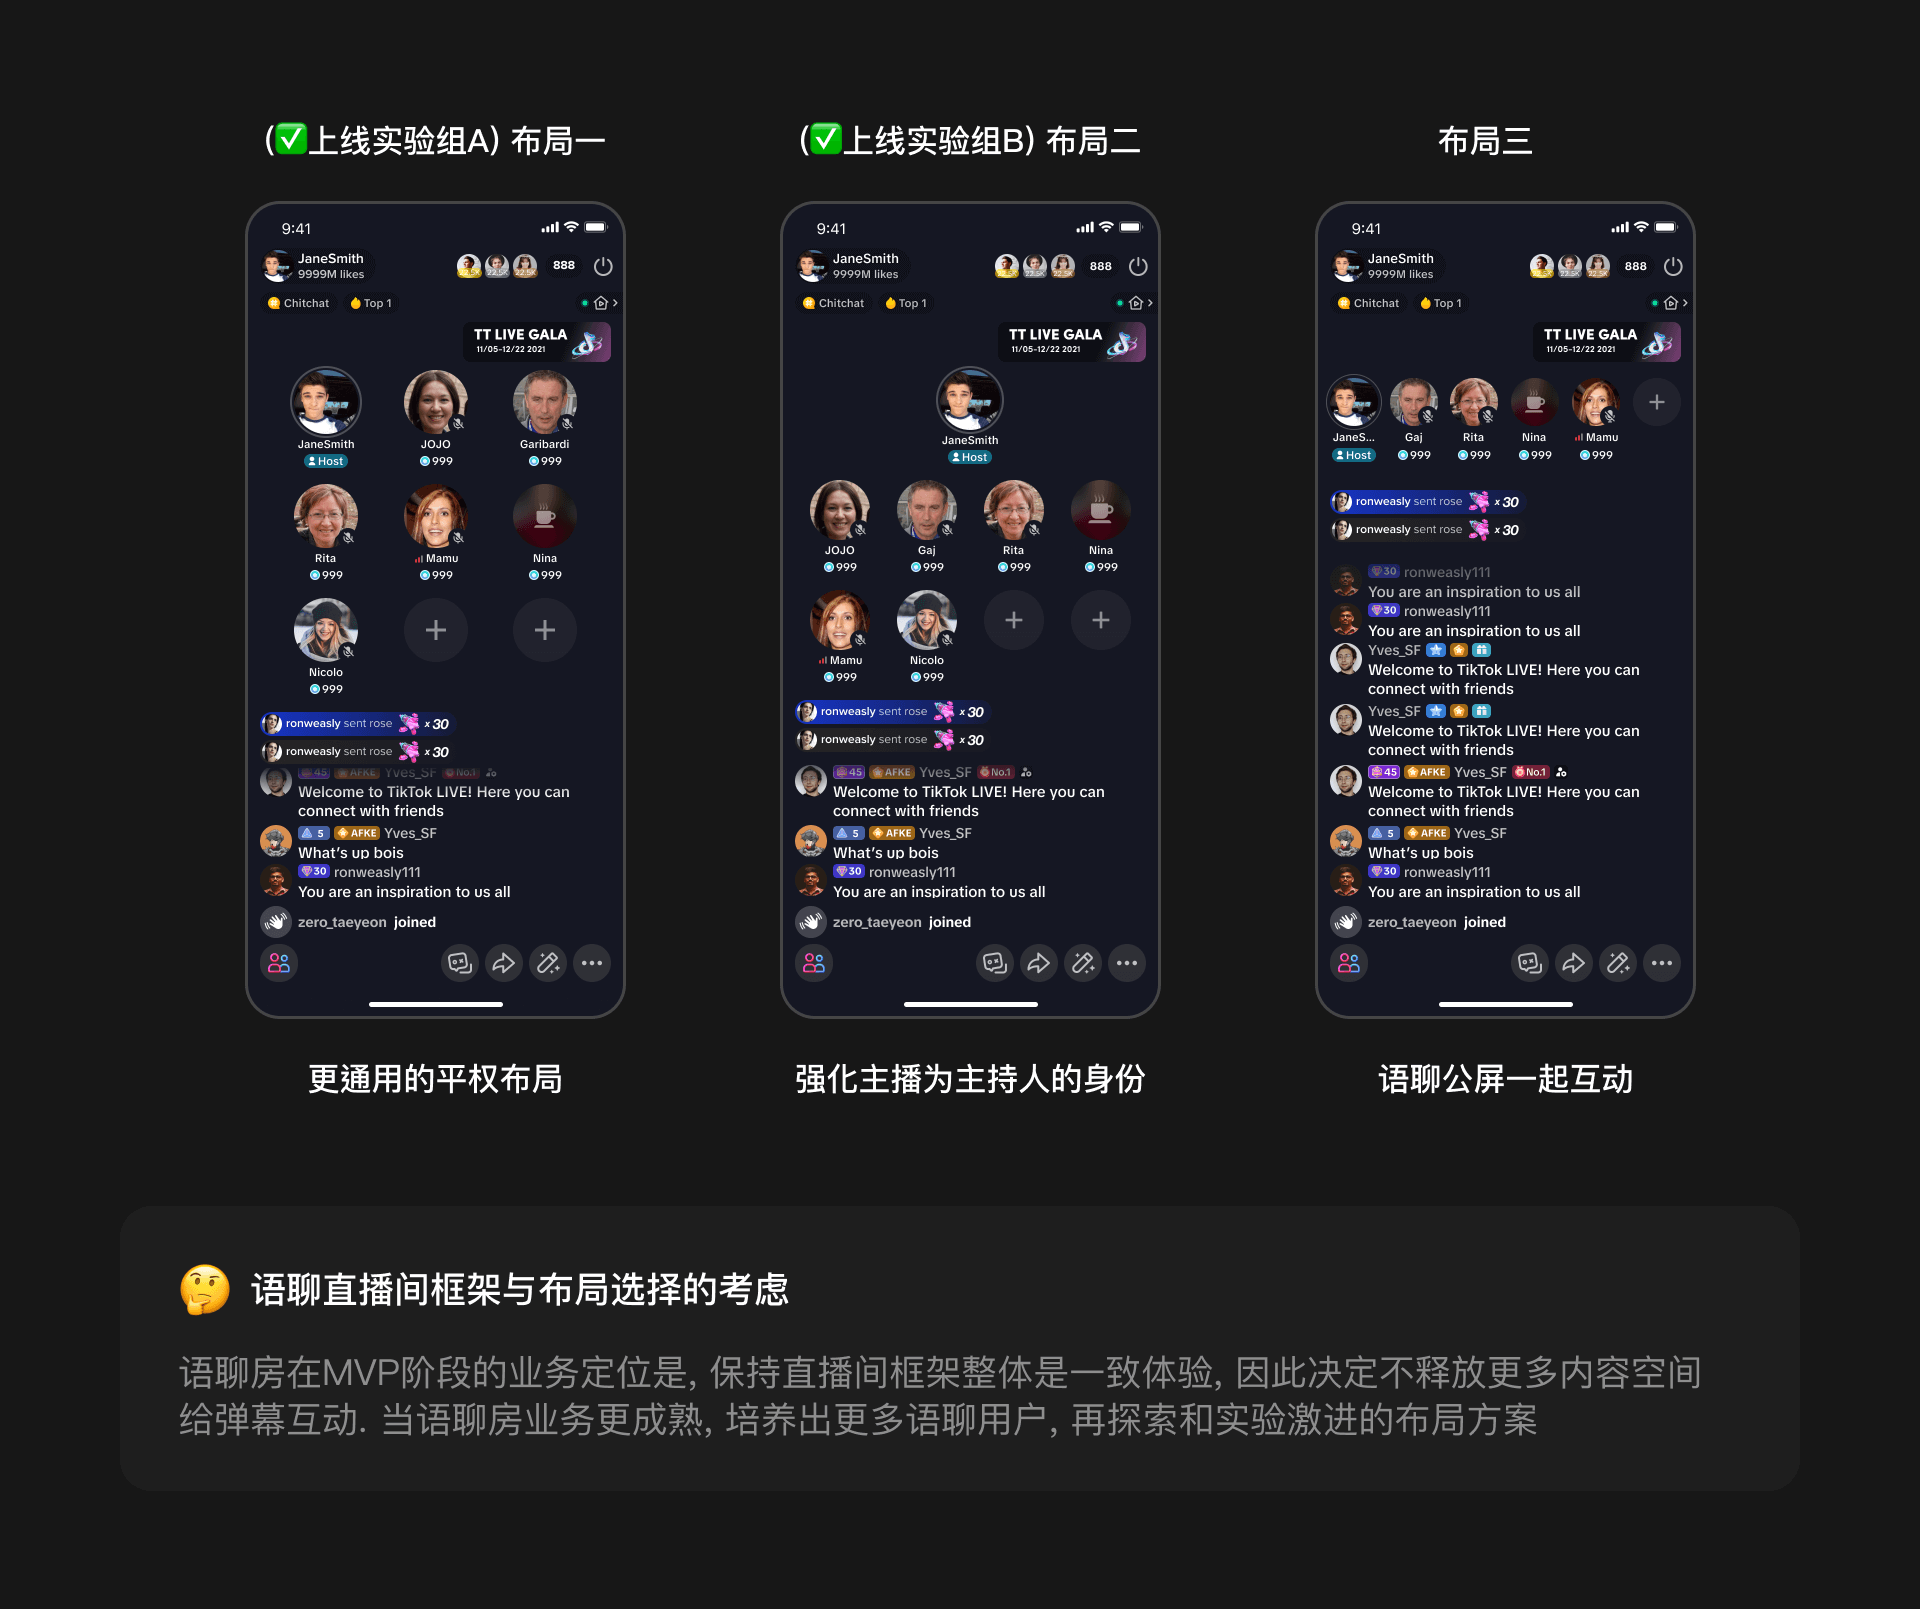 (✅上线实验组A) 布局一
9:41
JaneSmith
9999M likes
22.5K
22.5K
888
Chitchat
Top 1
TT LIVE GALA
11/05-12/22 2021
JaneSmith
JOJO
Garibardi
Host
999
999
Rita
Mamu
Nina
999
999
999
Nicolo
999
ronweasly sent rose x 30
ronweasly sent rose x 30
45 AFKE Yves_SF No.1
Welcome to TikTok LIVE! Here you can
connect with friends
5 AFKE Yves_SF
What's up bois
30 ronweasly111
You are an inspiration to us all
zero_taeyeon joined
更通用的平权布局
(✅上线实验组B) 布局二
9:41
JaneSmith
9999M likes
22.5K
22.5K
888
Chitchat
Top 1
TT LIVE GALA
11/05-12/22 2021
JaneSmith
Host
JOJO
Gaj
Rita
Nina
999
999
999
999
Mamu
Nicolo
999
999
ronweasly sent rose x 30
ronweasly sent rose x 30
45 AFKE Yves_SF No.1
Welcome to TikTok LIVE! Here you can
connect with friends
5 AFKE Yves_SF
What's up bois
30 ronweasly111
You are an inspiration to us all
zero_taeyeon joined
强化主播为主持人的身份
布局三
9:41
JaneSmith
9999M likes
22.5K
22.5K
888
Chitchat
Top 1
TT LIVE GALA
11/05-12/22 2021
JaneS...
Gaj
Rita
Nina
Mamu
Host
999
999
999
999
ronweasly sent rose x 30
ronweasly sent rose x 30
30 ronweasly111
You are an inspiration to us all
30 ronweasly111
You are an inspiration to us all
Yves_SF
Welcome to TikTok LIVE! Here you can
connect with friends
Yves_SF
Welcome to TikTok LIVE! Here you can
connect with friends
45 AFKE Yves_SF No.1
Welcome to TikTok LIVE! Here you can
connect with friends
5 AFKE Yves_SF
What's up bois
30 ronweasly111
You are an inspiration to us all
zero_taeyeon joined
语聊公屏一起互动
🤔 语聊直播间框架与布局选择的考虑
语聊房在MVP阶段的业务定位是, 保持直播间框架整体是一致体验, 因此决定不释放更多内容空间
给弹幕互动. 当语聊房业务更成熟, 培养出更多语聊用户, 再探索和实验激进的布局方案